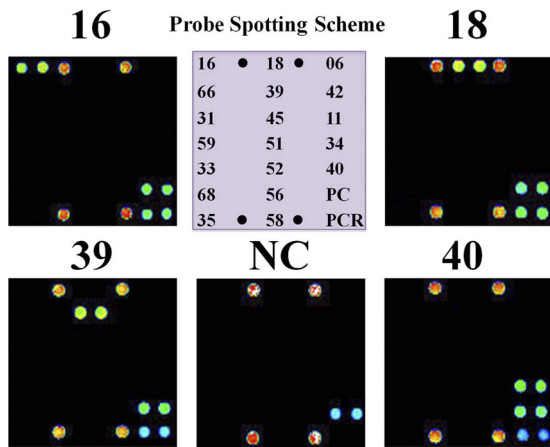 16 Probe Spotting Scheme 18
16 ● 18 ● 06
66 39 42
31 45 11
59 51 34
33 52 40
68 56 PC
35 ● 58 ● PCR
39 NC 40